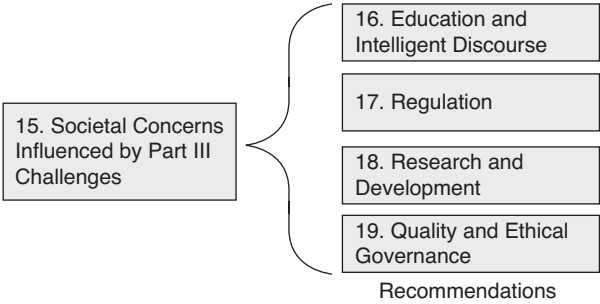 15. Societal Concerns
Influenced by Part III
Challenges
16. Education and
Intelligent Discourse
17. Regulation
18. Research and
Development
19. Quality and Ethical
Governance
Recommendations